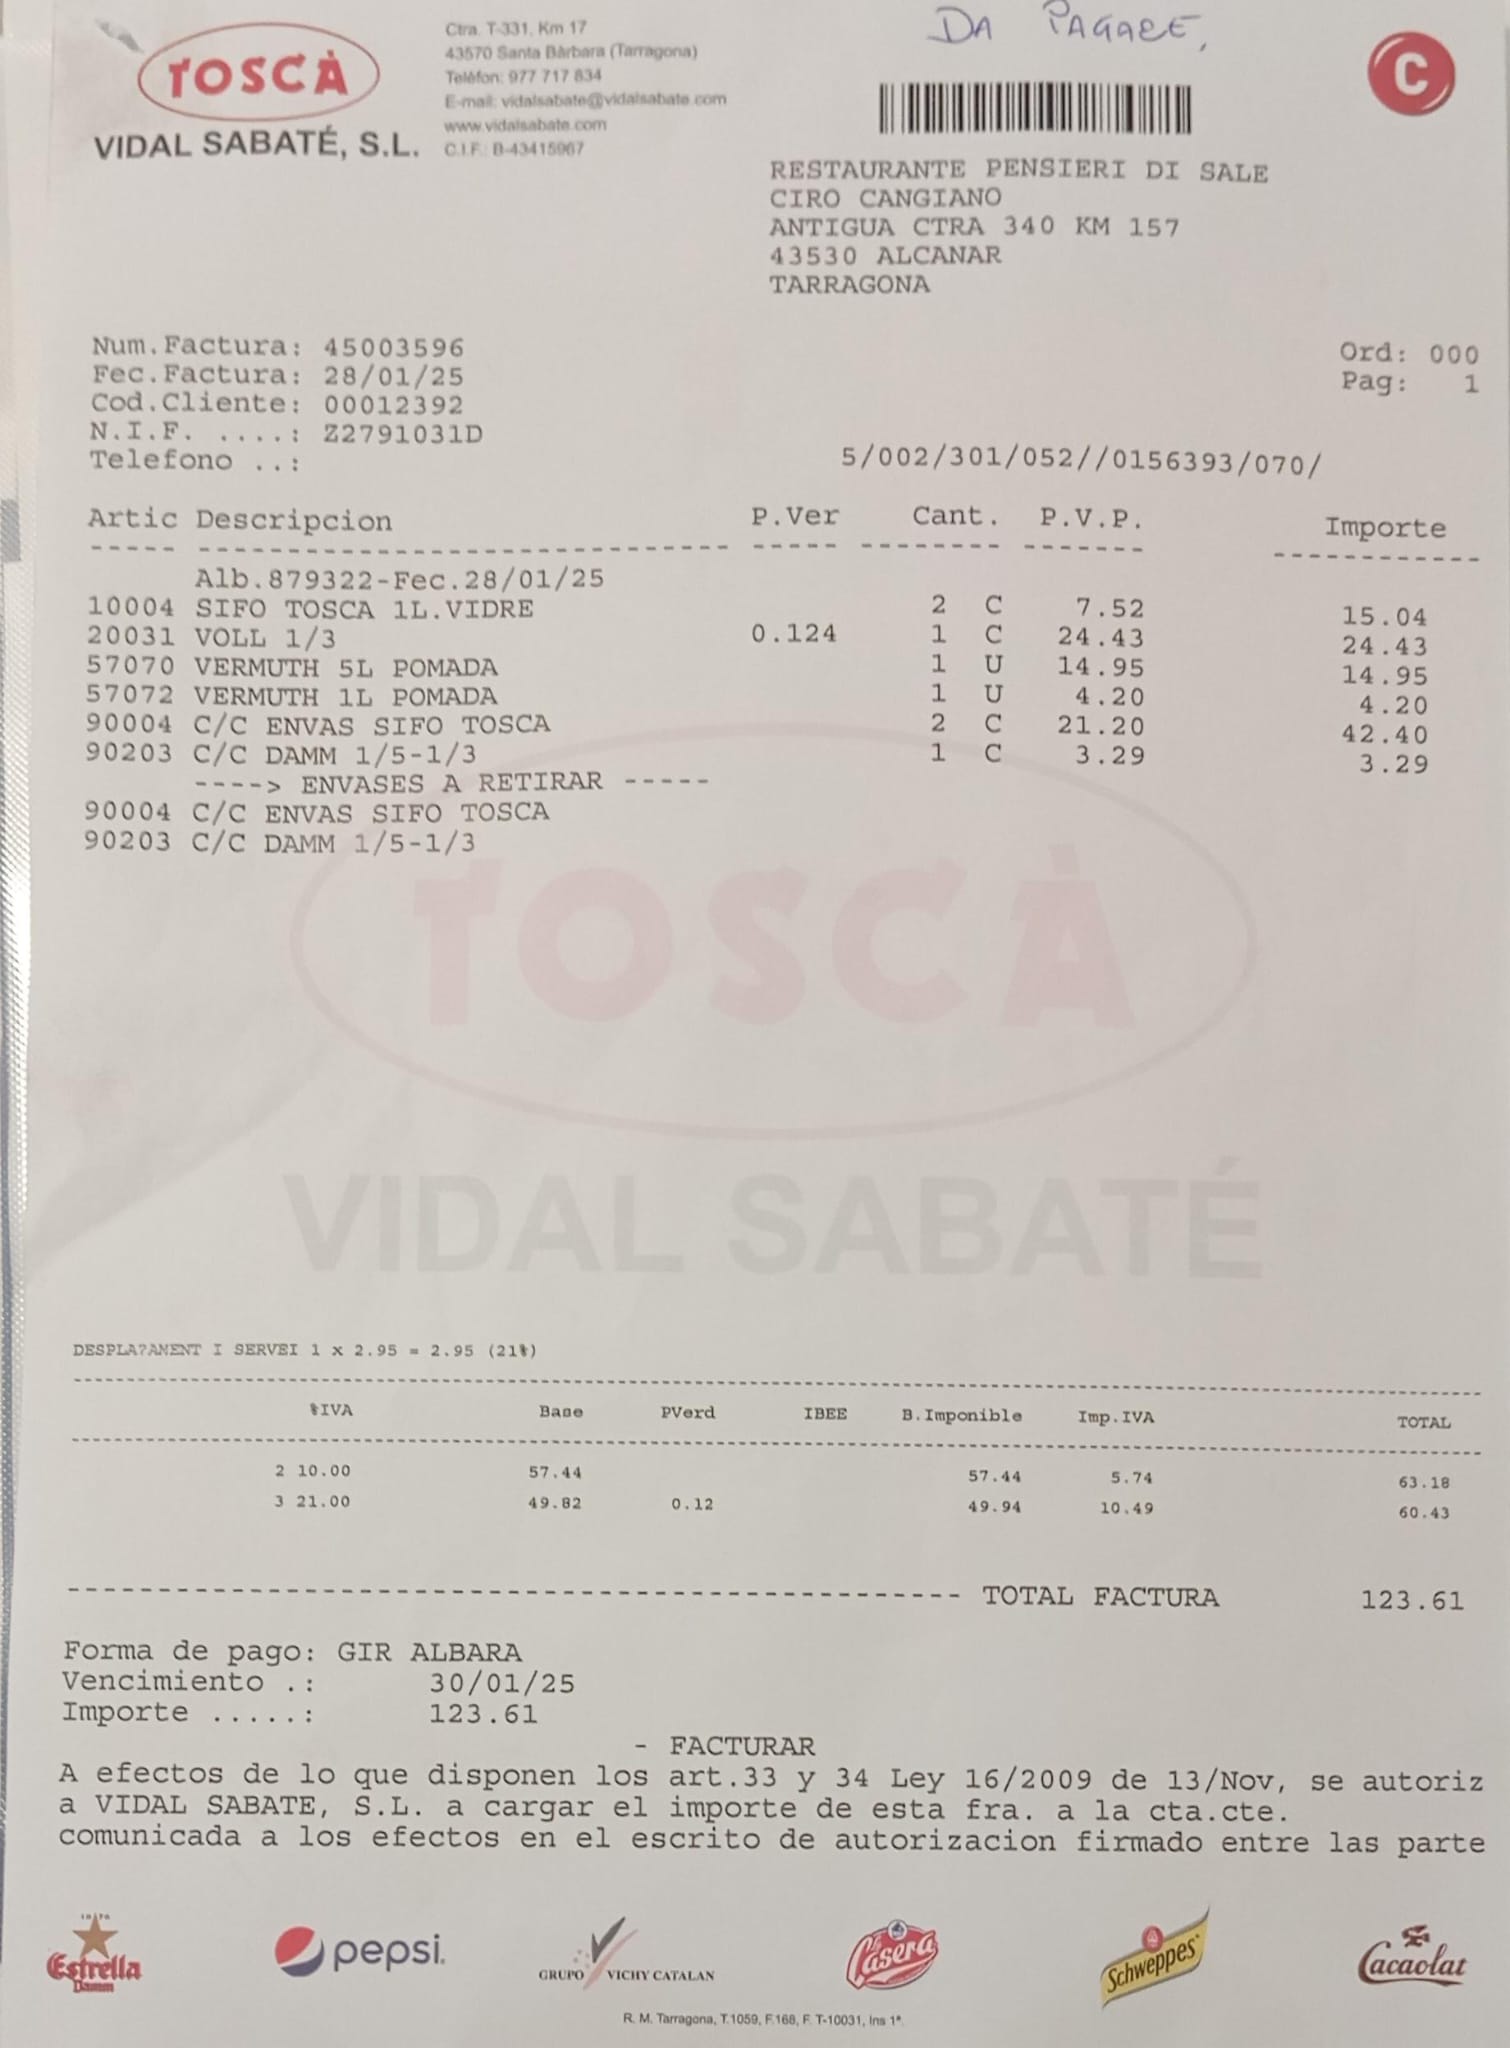 DA PAGARE,
TOSCÀ
VIDAL SABATÉ, S.L.
Ctra. T-331, Km 17
43570 Santa Bàrbara (Tarragona)
Telèfon: 977 717 834
E-mail: vidalsabate@vidalsabate.com
www.vidalsabate.com
C.I.F.: B-43415967
C
RESTAURANTE PENSIERI DI SALE
CIRO CANGIANO
ANTIGUA CTRA 340 KM 157
43530 ALCANAR
TARRAGONA
Num.Factura: 45003596
Fec.Factura: 28/01/25
Cod.Cliente: 00012392
N.I.F. ....: Z2791031D
Telefono ..:
Ord: 000
Pag: 1
5/002/301/052//0156393/070/
Artic Descripcion P.Ver Cant. P.V.P. Importe
Alb.879322-Fec.28/01/25
10004 SIFO TOSCA 1L.VIDRE 2 C 7.52 15.04
20031 VOLL 1/3 0.124 1 C 24.43 24.43
57070 VERMUTH 5L POMADA 1 U 14.95 14.95
57072 VERMUTH 1L POMADA 1 U 4.20 4.20
90004 C/C ENVAS SIFO TOSCA 2 C 21.20 42.40
90203 C/C DAMM 1/5-1/3 1 C 3.29 3.29
----> ENVASES A RETIRAR -----
90004 C/C ENVAS SIFO TOSCA
90203 C/C DAMM 1/5-1/3
TOSCÀ
VIDAL SABATÉ
DESPLA?AMENT I SERVEI 1 x 2.95 = 2.95 (21%)
%IVA Base PVerd IBEE B.Imponible Imp.IVA TOTAL
2 10.00 57.44 57.44 5.74 63.18
3 21.00 49.82 0.12 49.94 10.49 60.43
TOTAL FACTURA 123.61
Forma de pago: GIR ALBARA
Vencimiento .: 30/01/25
Importe .....: 123.61
- FACTURAR
A efectos de lo que disponen los art.33 y 34 Ley 16/2009 de 13/Nov, se autoriz
a VIDAL SABATE, S.L. a cargar el importe de esta fra. a la cta.cte.
comunicada a los efectos en el escrito de autorizacion firmado entre las parte
Estrella
Damm
pepsi.
GRUPO VICHY CATALAN
La Casera
Schweppes
Cacaolat
R. M. Tarragona, T.1059, F.168, F. T-10031, Ins 1ª.